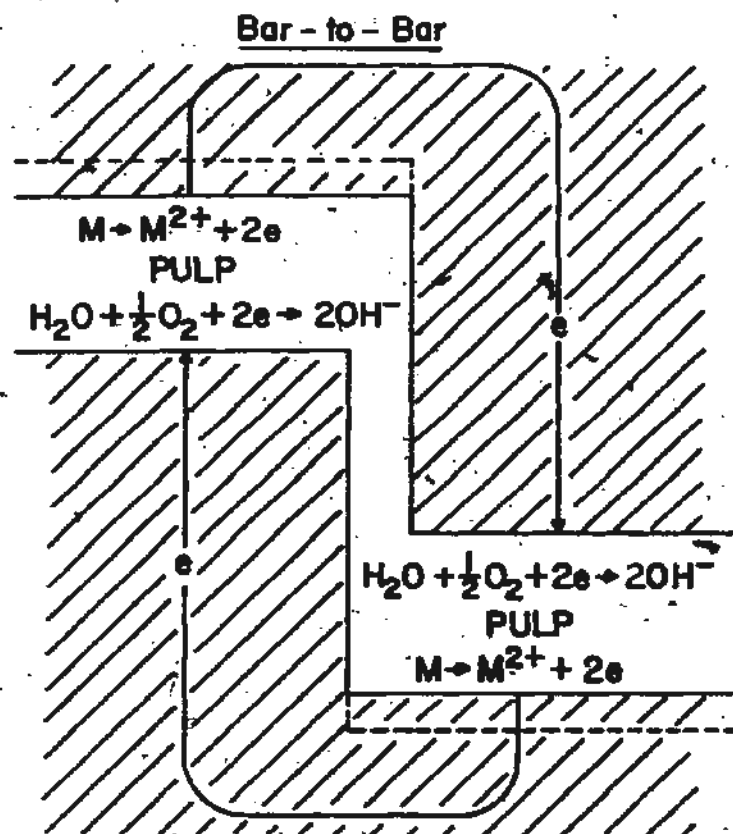 Bar-to-Bar
M→M²⁺+2e
PULP
H₂O+½O₂+2e→2OH⁻
e
e
H₂O+½O₂+2e→2OH⁻
PULP
M→M²⁺+2e